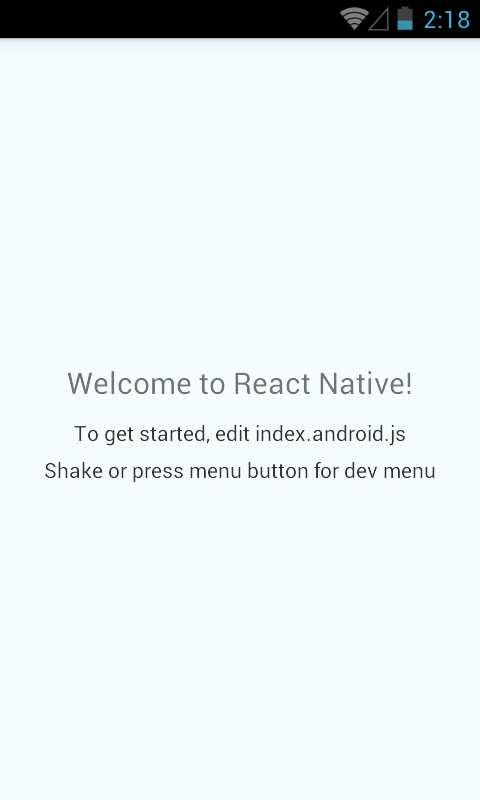 2:18
Welcome to React Native!
To get started, edit index.android.js
Shake or press menu button for dev menu